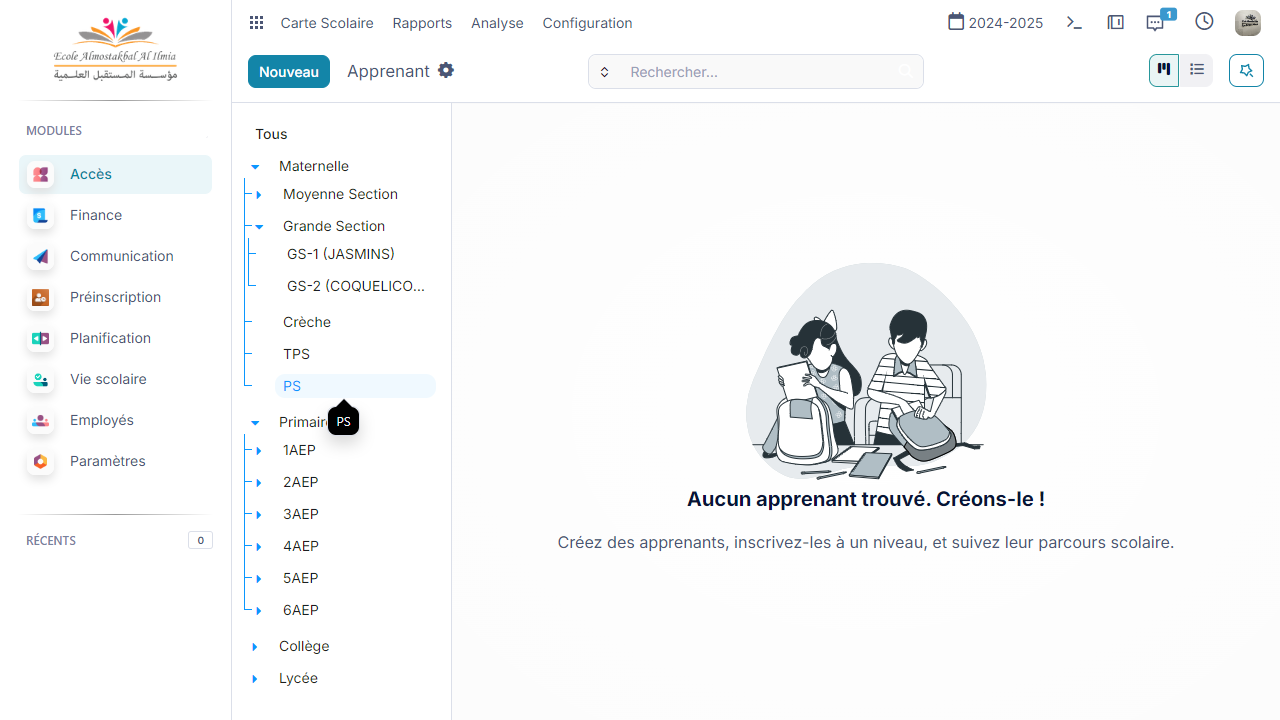 Ecole Almostakbal Al Ilmia
مؤسسة المستقبل العلمية
MODULES
Accès
Finance
Communication
Préinscription
Planification
Vie scolaire
Employés
Paramètres
RÉCENTS
0
Carte Scolaire
Rapports
Analyse
Configuration
2024-2025
1
Nouveau
Apprenant
Rechercher...
Tous
Maternelle
Moyenne Section
Grande Section
GS-1 (JASMINS)
GS-2 (COQUELICO...
Crèche
TPS
PS
PS
Primaire
1AEP
2AEP
3AEP
4AEP
5AEP
6AEP
Collège
Lycée
Aucun apprenant trouvé. Créons-le !
Créez des apprenants, inscrivez-les à un niveau, et suivez leur parcours scolaire.